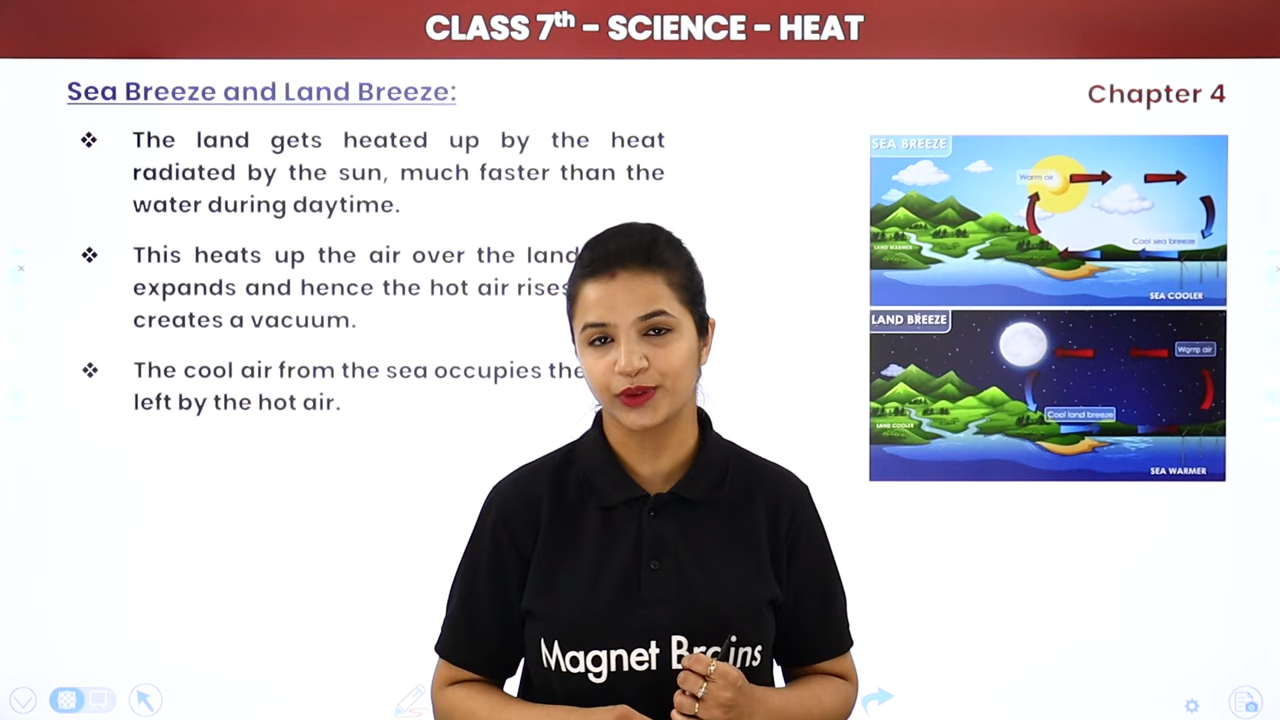 CLASS 7th - SCIENCE - HEAT
Sea Breeze and Land Breeze:
Chapter 4
❖ The land gets heated up by the heat
radiated by the sun, much faster than the
water during daytime.
❖ This heats up the air over the land
expands and hence the hot air rises
creates a vacuum.
❖ The cool air from the sea occupies the
left by the hot air.
SEA BREEZE
Warm air
Cool sea breeze
LAND WARMER
SEA COOLER
LAND BREEZE
Warm air
Cool land breeze
LAND COOLER
SEA WARMER
Magnet Brains